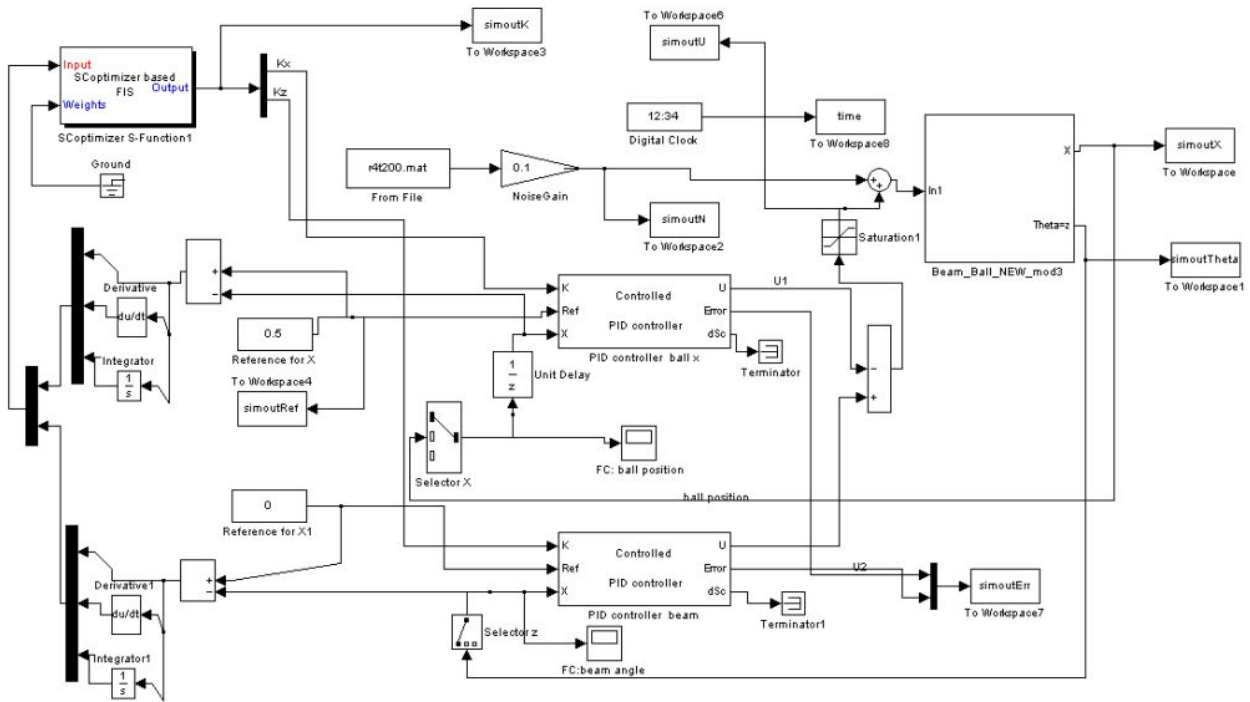 To Workspace6
simoutK
To Workspace3
simoutU
Input
SCoptimizer based
FIS
Output
Weights
SCoptimizer S-Function1
Kx
Kz
Ground
12:34
Digital Clock
time
To Workspace8
r4t200.mat
From File
0.1
NoiseGain
simoutN
To Workspace2
+
+
In1
X
Theta=z
Beam_Ball_NEW_mod3
simoutX
To Workspace
simoutTheta
To Workspace1
Saturation1
Derivative
du/dt
Integrator
1
s
+
−
0.5
Reference for X
To Workspace4
simoutRef
K
Ref
X
Controlled
PID controller
U
Error
dSc
PID controller ball x
U1
Terminator
1
z
Unit Delay
−
+
Selector X
FC: ball position
ball position
0
Reference for X1
+
−
Derivative1
du/dt
Integrator1
1
s
K
Ref
X
Controlled
PID controller
U
Error
dSc
PID controller beam
U2
Terminator1
simoutErr
To Workspace7
Selector z
FC:beam angle